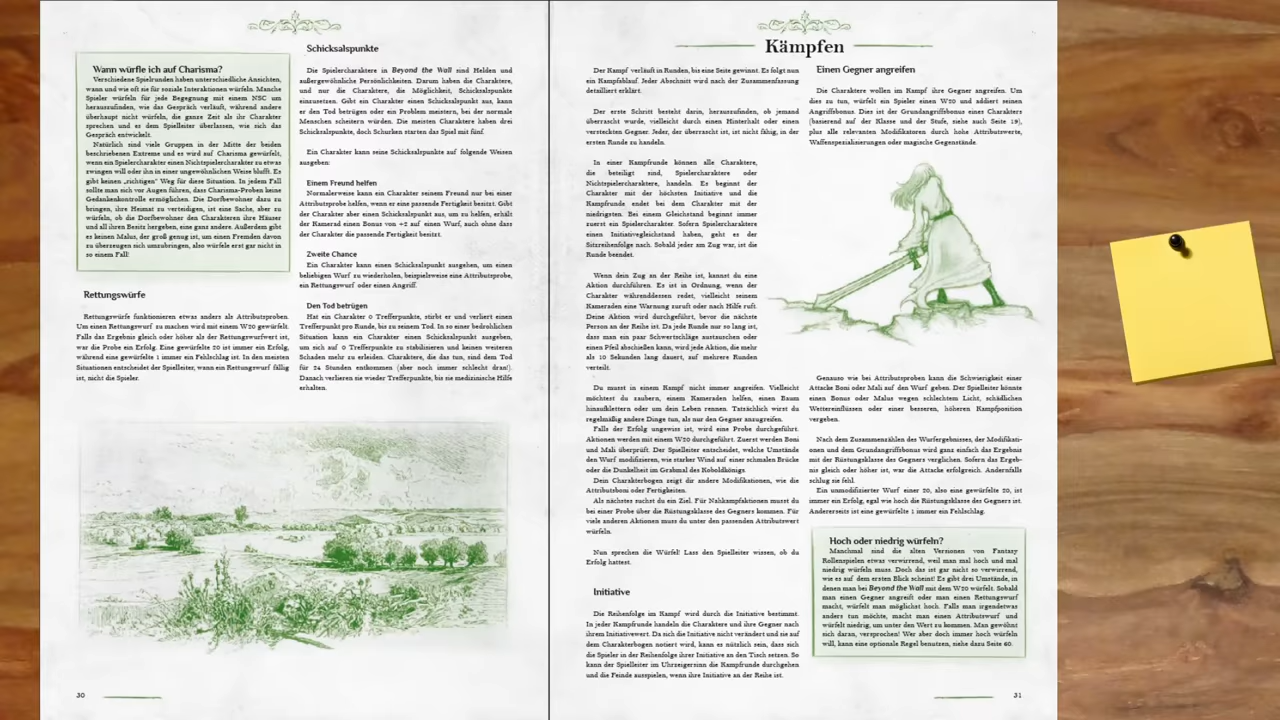 Wann würfle ich auf Charisma?
Verschiedene Spielrunden haben unterschiedliche Ansichten,
wann und wie oft sie für soziale Interaktionen würfeln. Manche
Spieler würfeln für jede Begegnung mit einem NSC um
herauszufinden, wie das Gespräch verläuft, während andere
überhaupt nicht würfeln, die ganze Zeit als ihr Charakter
sprechen und es dem Spielleiter überlassen, wie sich das
Gespräch entwickelt.
Natürlich sind viele Gruppen in der Mitte der beiden
beschriebenen Extreme und es wird auf Charisma gewürfelt,
wenn ein Spielercharakter einen Nichtspielercharakter zu etwas
zwingen will oder ihn in einer ungewöhnlichen Weise blufft. Es
gibt keinen „richtigen" Weg für diese Situation. In jedem Fall
sollte man sich vor Augen führen, dass Charisma-Proben keine
Gedankenkontrolle ermöglichen. Die Dorfbewohner dazu zu
bringen, ihre Heimat zu verteidigen, ist eine Sache, aber zu
würfeln, ob die Dorfbewohner den Charakteren ihre Häuser
und all ihren Besitz hergeben, eine ganz andere. Außerdem gibt
es keinen Malus, der groß genug ist, um einen Fremden davon
zu überzeugen sich umzubringen, also würfele erst gar nicht in
so einem Fall!
Rettungswürfe
Rettungswürfe funktionieren etwas anders als Attributsproben.
Um einen Rettungswurf zu machen wird mit einem W20 gewürfelt.
Falls das Ergebnis gleich oder höher als der Rettungswurfwert ist,
war die Probe ein Erfolg. Eine gewürfelte 20 ist immer ein Erfolg,
während eine gewürfelte 1 immer ein Fehlschlag ist. In den meisten
Situationen entscheidet der Spielleiter, wann ein Rettungswurf fällig
ist, nicht die Spieler.
Schicksalspunkte
Die Spielercharaktere in Beyond the Wall sind Helden und
außergewöhnliche Persönlichkeiten. Darum haben die Charaktere,
und nur die Charaktere, die Möglichkeit, Schicksalspunkte
einzusetzen. Gibt ein Charakter einen Schicksalspunkt aus, kann
er den Tod betrügen oder ein Problem meistern, bei der normale
Menschen scheitern würden. Die meisten Charaktere haben drei
Schicksalspunkte, doch Schurken starten das Spiel mit fünf.
Ein Charakter kann seine Schicksalspunkte auf folgende Weisen
ausgeben:
Einem Freund helfen
Normalerweise kann ein Charakter seinem Freund nur bei einer
Attributsprobe helfen, wenn er eine passende Fertigkeit besitzt. Gibt
der Charakter aber einen Schicksalspunkt aus, um zu helfen, erhält
der Kamerad einen Bonus von +2 auf einen Wurf, auch ohne dass
der Charakter die passende Fertigkeit besitzt.
Zweite Chance
Ein Charakter kann einen Schicksalspunkt ausgehen, um einen
beliebigen Wurf zu wiederholen, beispielsweise eine Attributsprobe,
ein Rettungswurf oder einen Angriff.
Den Tod betrügen
Hat ein Charakter 0 Trefferpunkte, stirbt er und verliert einen
Trefferpunkt pro Runde, bis zu seinem Tod. In so einer bedrohlichen
Situation kann ein Charakter einen Schicksalspunkt ausgeben,
um sich auf 0 Trefferpunkte zu stabilisieren und keinen weiteren
Schaden mehr zu erleiden. Charaktere, die das tun, sind dem Tod
für 24 Stunden entkommen (aber noch immer schlecht dran!).
Danach verlieren sie wieder Trefferpunkte, bis sie medizinische Hilfe
erhalten.
30
Kämpfen
Der Kampf verläuft in Runden, bis eine Seite gewinnt. Es folgt nun
ein Kampfablauf. Jeder Abschnitt wird nach der Zusammenfassung
detailliert erklärt.
Der erste Schritt besteht darin, herauszufinden, ob jemand
überrascht wurde, vielleicht durch einen Hinterhalt oder einen
versteckten Gegner. Jeder, der überrascht ist, ist nicht fähig, in der
ersten Runde zu handeln.
In einer Kampfrunde können alle Charaktere,
die beteiligt sind, Spielercharaktere oder
Nichtspielercharaktere, handeln. Es beginnt der
Charakter mit der höchsten Initiative und die
Kampfrunde endet bei dem Charakter mit der
niedrigsten. Bei einem Gleichstand beginnt immer
zuerst ein Spielercharakter. Sofern Spielercharaktere
einen Initiativegleichstand haben, geht es der
Sitzreihenfolge nach. Sobald jeder am Zug war, ist die
Runde beendet.
Wenn dein Zug an der Reihe ist, kannst du eine
Aktion durchführen. Es ist in Ordnung, wenn der
Charakter währenddessen redet, vielleicht seinem
Kameraden eine Warnung zuruft oder nach Hilfe ruft.
Deine Aktion wird durchgeführt, bevor die nächste
Person an der Reihe ist. Da jede Runde nur so lang ist,
dass man ein paar Schwertschläge austauschen oder
einen Pfeil abschießen kann, wird jede Aktion, die mehr
als 10 Sekunden lang dauert, auf mehrere Runden
verteilt.
Du musst in einem Kampf nicht immer angreifen. Vielleicht
möchtest du zaubern, einem Kameraden helfen, einen Baum
hinaufklettern oder um dein Leben rennen. Tatsächlich wirst du
regelmäßig andere Dinge tun, als nur den Gegner anzugreifen.
Falls der Erfolg ungewiss ist, wird eine Probe durchgeführt.
Aktionen werden mit einem W20 durchgeführt. Zuerst werden Boni
und Mali überprüft. Der Spielleiter entscheidet, welche Umstände
den Wurf modifizieren, wie starker Wind auf einer schmalen Brücke
oder die Dunkelheit im Grabmal des Koboldkönigs
Dein Charakterbogen zeigt dir andere Modifikationen, wie die
Attributsboni oder Fertigkeiten.
Als nächstes suchst du ein Ziel. Für Nahkampfaktionen musst du
bei einer Probe über die Rüstungsklasse des Gegners kommen. Für
viele anderen Aktionen muss du unter den passenden Attributswert
würfeln.
Nun sprechen die Würfel! Lass den Spielleiter wissen, ob du
Erfolg hattest.
Initiative
Die Reihenfolge im Kampf wird durch die Initiative bestimmt.
In jeder Kampfrunde handeln die Charaktere und ihre Gegner nach
ihrem Initiativewert. Da sich die Initiative nicht verändert und sie auf
dem Charakterbogen notiert wird, kann es nützlich sein, dass sich
die Spieler in der Reihenfolge ihrer Initiative an den Tisch setzen. So
kann der Spielleiter im Uhrzeigersinn die Kampfrunde durchgehen
und die Feinde ausspielen, wenn ihre Initiative an der Reihe ist.
Einen Gegner angreifen
Die Charaktere wollen im Kampf ihre Gegner angreifen. Um
dies zu tun, würfelt ein Spieler einen W20 und addiert seinen
Angriffsbonus. Dies ist der Grundangriffsbonus eines Charakters
(basierend auf der Klasse und der Stufe, siehe auch Seite 19),
plus alle relevanten Modifikatoren durch hohe Attributswerte,
Waffenspezialisierungen oder magische Gegenstände.
Genauso wie bei Attributsproben kann die Schwierigkeit einer
Attacke Boni oder Mali auf den Wurf geben. Der Spielleiter könnte
einen Bonus oder Malus wegen schlechtem Licht, schädlichen
Wettereinflüssen oder einer besseren, höheren Kampfposition
vergeben.
Nach dem Zusammenzählen des Wurfergebnisses, der Modifikati-
onen und dem Grundangriffsbonus wird ganz einfach das Ergebnis
mit der Rüstungsklasse des Gegners verglichen. Sofern das Ergeb-
nis gleich oder höher ist, war die Attacke erfolgreich. Andernfalls
schlug sie fehl.
Ein unmodifizierter Wurf einer 20, also eine gewürfelte 20, ist
immer ein Erfolg, egal wie hoch die Rüstungsklasse des Gegners ist.
Andererseits ist eine gewürfelte 1 immer ein Fehlschlag.
Hoch oder niedrig würfeln?
Manchmal sind die alten Versionen von Fantasy
Rollenspielen etwas verwirrend, weil man mal hoch und mal
niedrig würfeln muss. Doch das ist gar nicht so verwirrend,
wie es auf dem ersten Blick scheint! Es gibt drei Umstände, in
denen man bei Beyond the Wall mit dem W20 würfelt. Sobald
man einen Gegner angreift oder man einen Rettungswurf
macht, würfelt man möglichst hoch. Falls man irgendetwas
anders tun möchte, macht man einen Attributswurf und
würfelt niedrig, um unter den Wert zu kommen. Man gewöhnt
sich daran, versprochen! Wer aber doch immer hoch würfeln
will, kann eine optionale Regel benutzen, siehe dazu Seite 60.
31